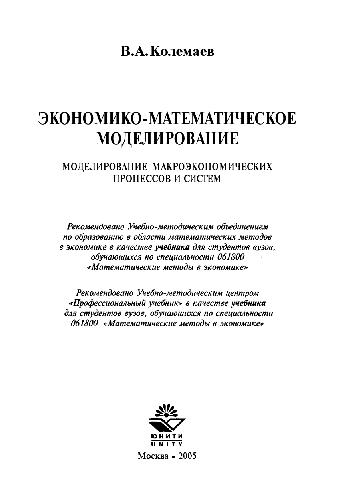 В.А.Колемаев
ЭКОНОМИКО-МАТЕМАТИЧЕСКОЕ
МОДЕЛИРОВАНИЕ
МОДЕЛИРОВАНИЕ МАКРОЭКОНОМИЧЕСКИХ
ПРОЦЕССОВ И СИСТЕМ
Рекомендовано Учебно-методическим объединением
по образованию в области математических методов
в экономике в качестве учебника для студентов вузов,
обучающихся по специальности 061800
«Математические методы в экономике»
Рекомендовано Учебно-методическим центром
«Профессиональный учебник» в качестве учебника
для студентов вузов, обучающихся по специальности
061800 «Математические методы в экономике»
ЮНИТИ
UNITY
Москва • 2005